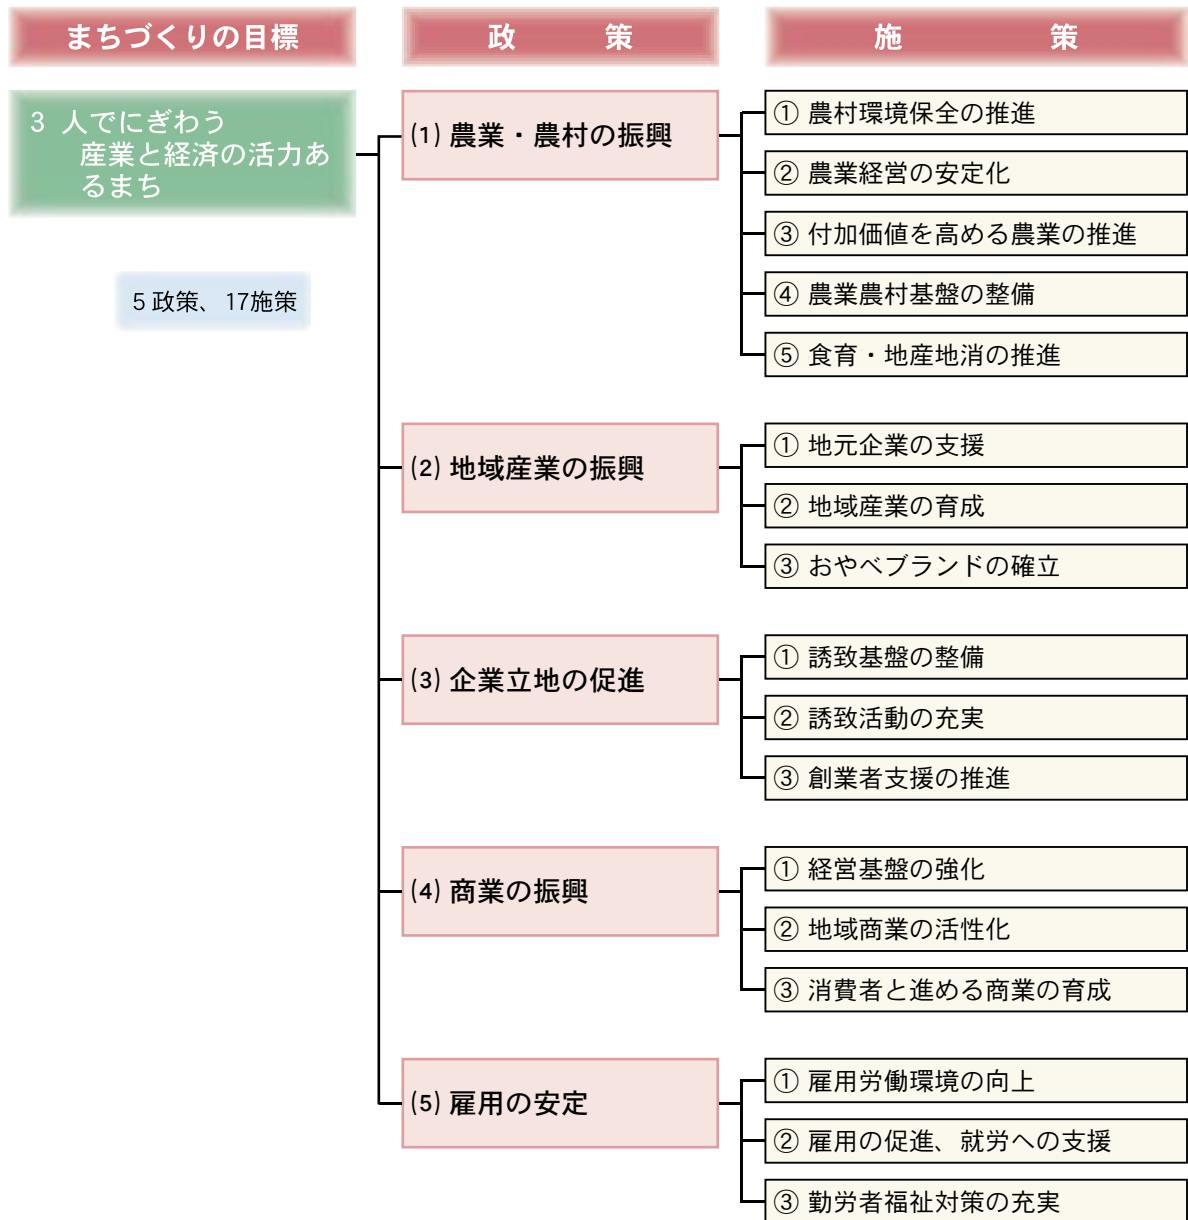 まちづくりの目標
政　策
施　策
3 人でにぎわう
産業と経済の活力あ
るまち
5政策、17施策
(1) 農業・農村の振興
① 農村環境保全の推進
② 農業経営の安定化
③ 付加価値を高める農業の推進
④ 農業農村基盤の整備
⑤ 食育・地産地消の推進
(2) 地域産業の振興
① 地元企業の支援
② 地域産業の育成
③ おやべブランドの確立
(3) 企業立地の促進
① 誘致基盤の整備
② 誘致活動の充実
③ 創業者支援の推進
(4) 商業の振興
① 経営基盤の強化
② 地域商業の活性化
③ 消費者と進める商業の育成
(5) 雇用の安定
① 雇用労働環境の向上
② 雇用の促進、就労への支援
③ 勤労者福祉対策の充実